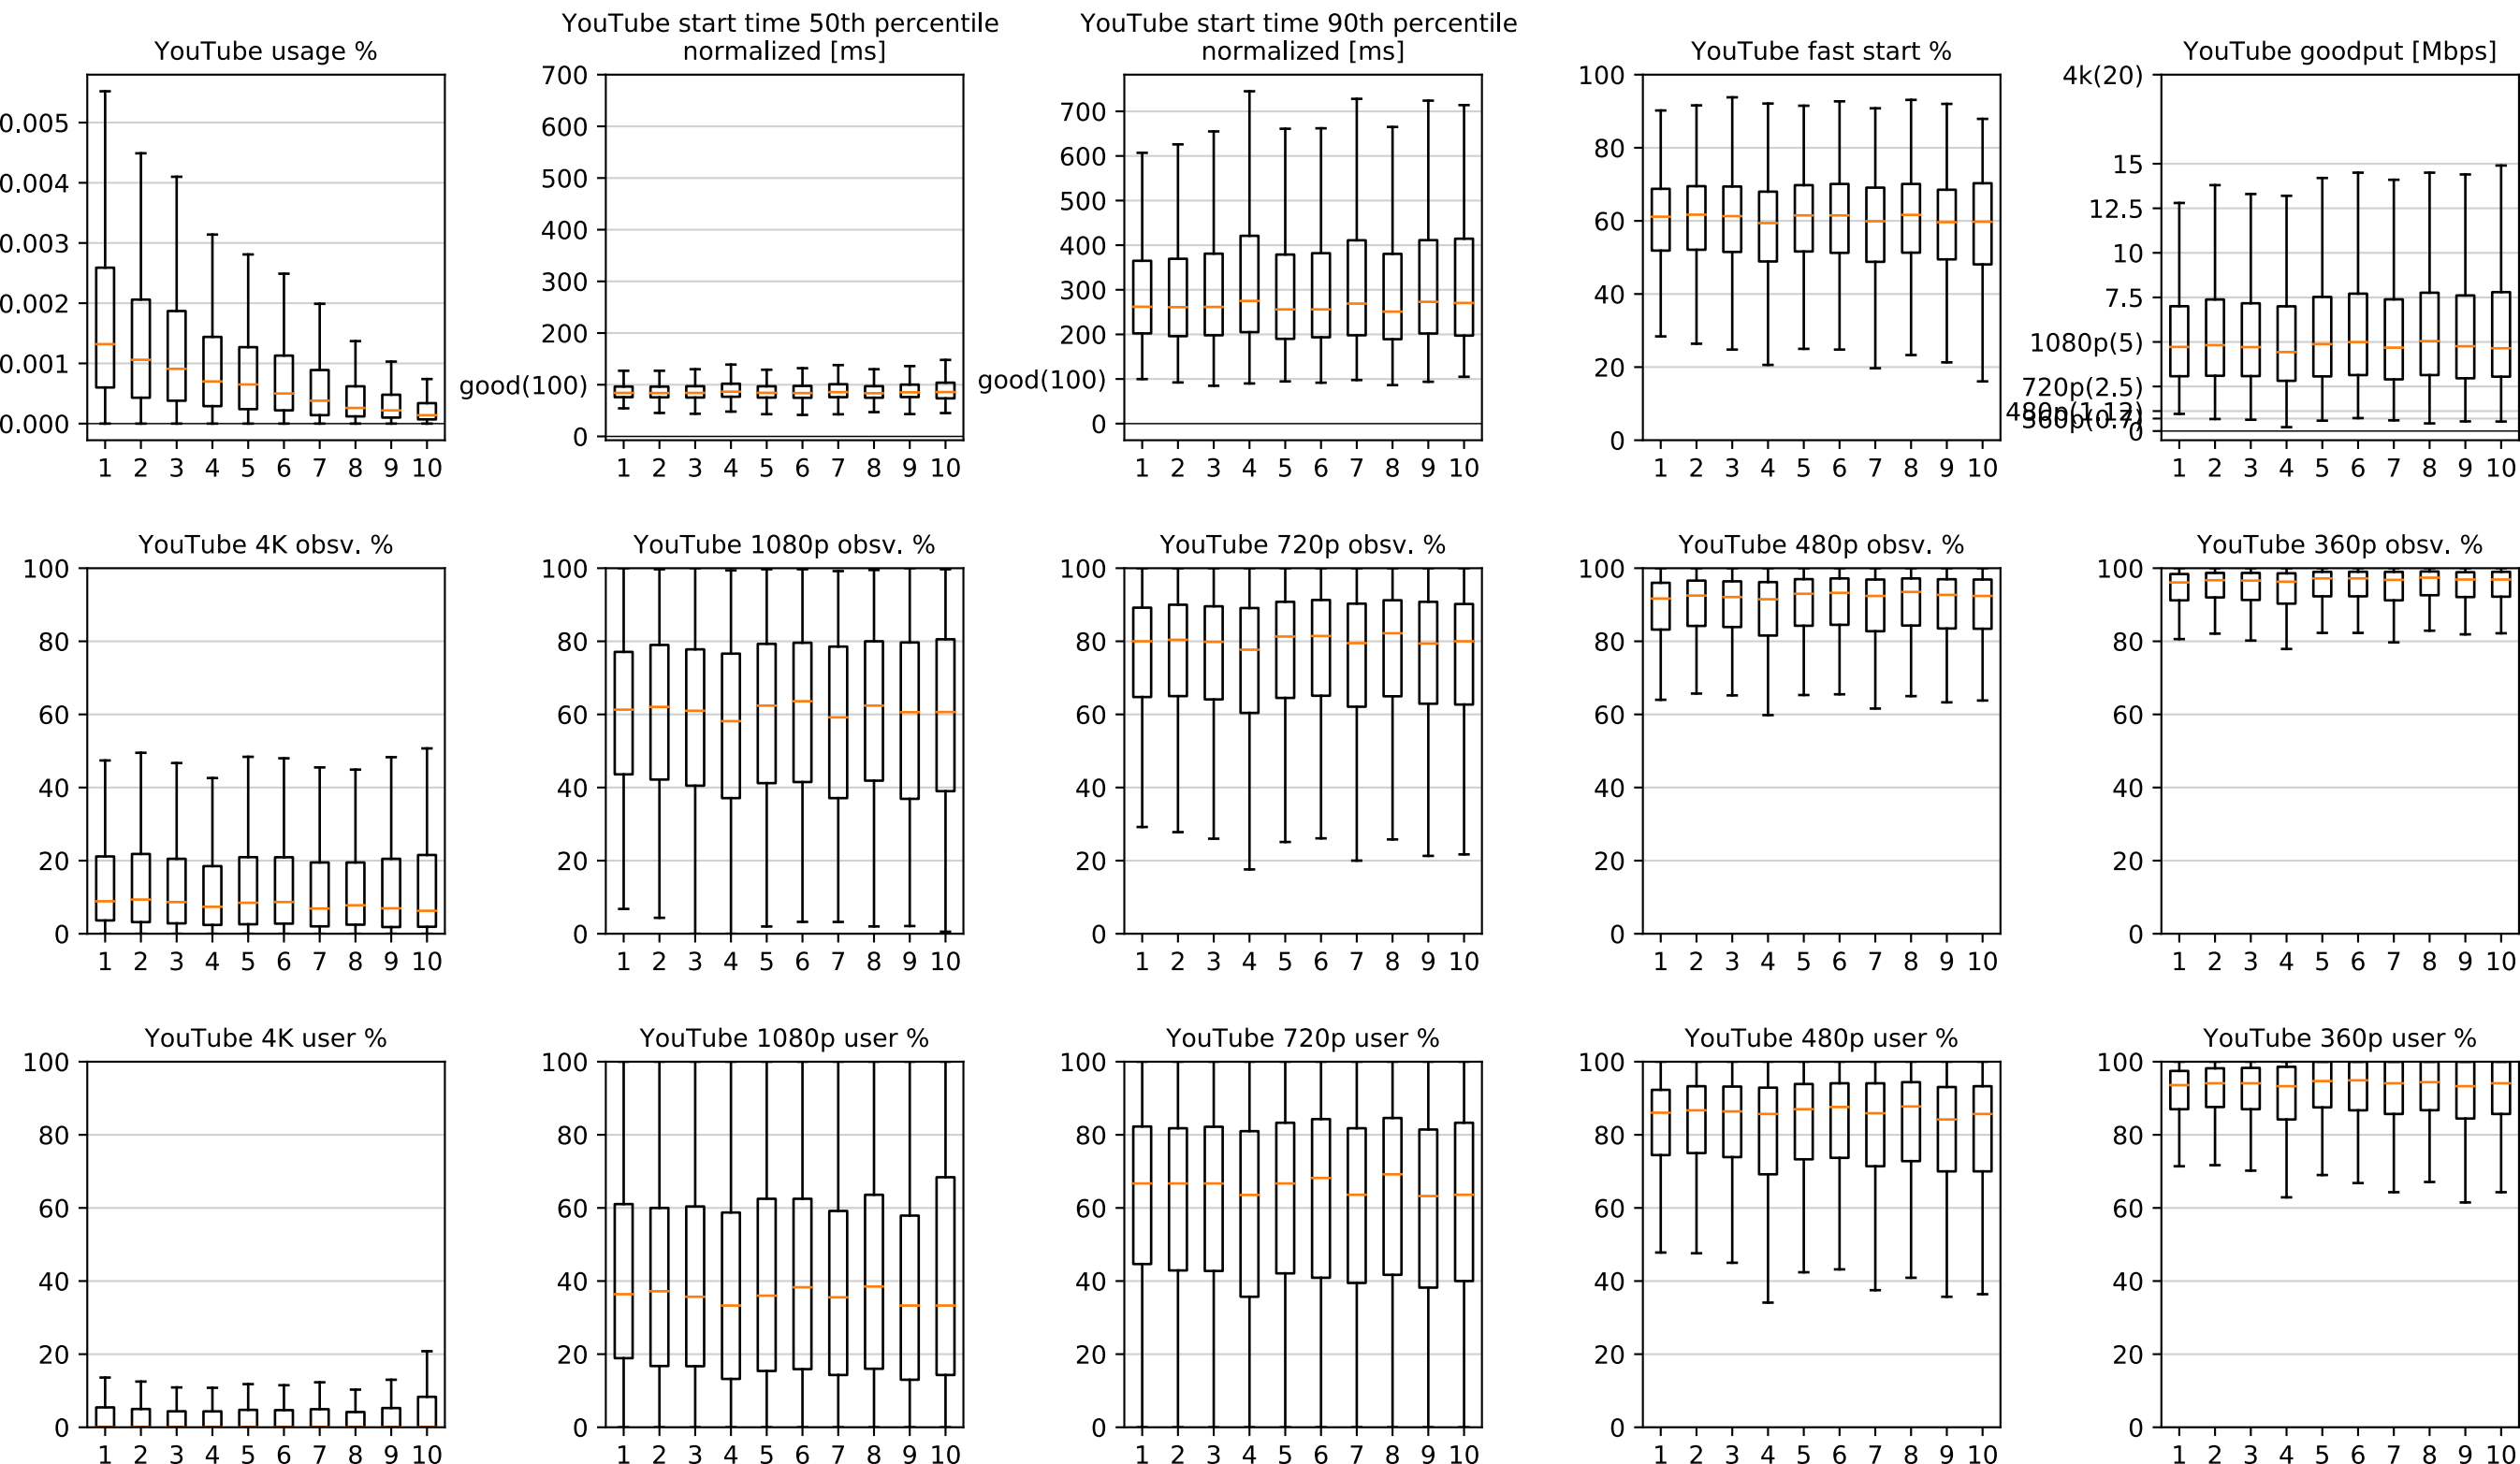 YouTube usage %
0.005
0.004
0.003
0.002
0.001
0.000
1 2 3 4 5 6 7 8 9 10
YouTube start time 50th percentile
normalized [ms]
700
600
500
400
300
200
good(100)
0
1 2 3 4 5 6 7 8 9 10
YouTube start time 90th percentile
normalized [ms]
700
600
500
400
300
200
good(100)
0
1 2 3 4 5 6 7 8 9 10
YouTube fast start %
100
80
60
40
20
0
1 2 3 4 5 6 7 8 9 10
YouTube goodput [Mbps]
4k(20)
15
12.5
10
7.5
1080p(5)
720p(2.5)
480p(1.12)
360p(0.7)
0
1 2 3 4 5 6 7 8 9 10
YouTube 4K obsv. %
100
80
60
40
20
0
1 2 3 4 5 6 7 8 9 10
YouTube 1080p obsv. %
100
80
60
40
20
0
1 2 3 4 5 6 7 8 9 10
YouTube 720p obsv. %
100
80
60
40
20
0
1 2 3 4 5 6 7 8 9 10
YouTube 480p obsv. %
100
80
60
40
20
0
1 2 3 4 5 6 7 8 9 10
YouTube 360p obsv. %
100
80
60
40
20
0
1 2 3 4 5 6 7 8 9 10
YouTube 4K user %
100
80
60
40
20
0
1 2 3 4 5 6 7 8 9 10
YouTube 1080p user %
100
80
60
40
20
0
1 2 3 4 5 6 7 8 9 10
YouTube 720p user %
100
80
60
40
20
0
1 2 3 4 5 6 7 8 9 10
YouTube 480p user %
100
80
60
40
20
0
1 2 3 4 5 6 7 8 9 10
YouTube 360p user %
100
80
60
40
20
0
1 2 3 4 5 6 7 8 9 10